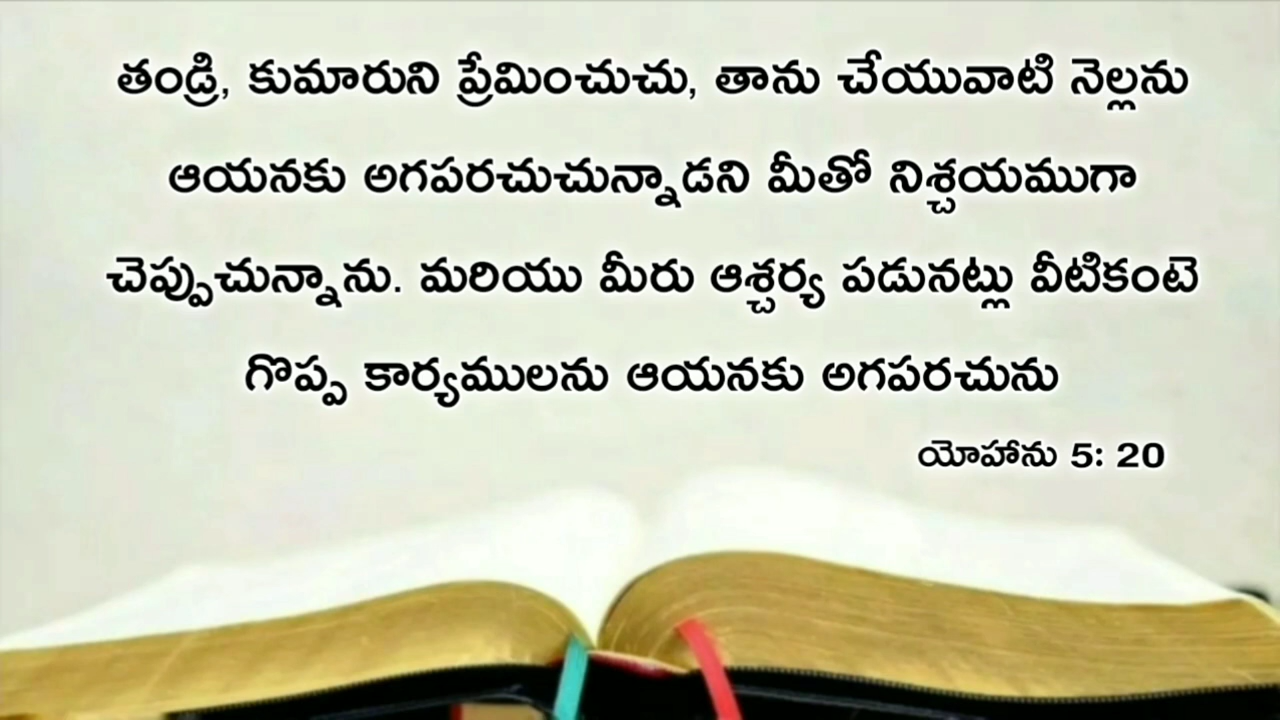 తండ్రి, కుమారుని ప్రేమించుచు, తాను చేయువాటి నెల్లను
ఆయనకు అగపరచుచున్నాడని మీతో నిశ్చయముగా
చెప్పుచున్నాను. మరియు మీరు ఆశ్చర్య పడునట్లు వీటికంటె
గొప్ప కార్యములను ఆయనకు అగపరచును
యోహాను 5: 20